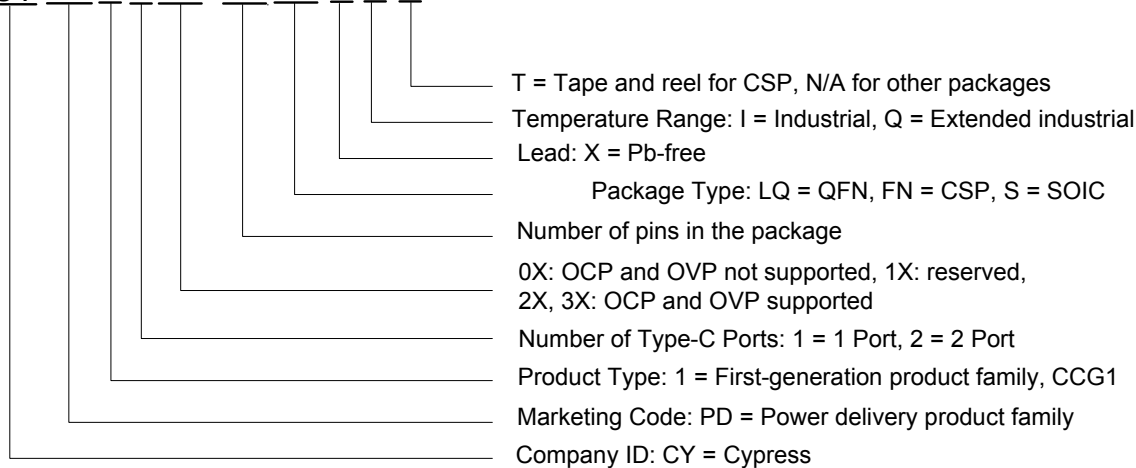 T = Tape and reel for CSP, N/A for other packages
Temperature Range: I = Industrial, Q = Extended industrial
Lead: X = Pb-free
Package Type: LQ = QFN, FN = CSP, S = SOIC
Number of pins in the package
0X: OCP and OVP not supported, 1X: reserved,
2X, 3X: OCP and OVP supported
Number of Type-C Ports: 1 = 1 Port, 2 = 2 Port
Product Type: 1 = First-generation product family, CCG1
Marketing Code: PD = Power delivery product family
Company ID: CY = Cypress